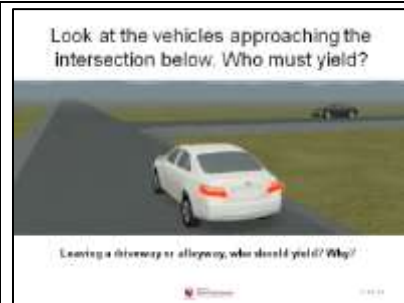 Look at the vehicles approaching the
intersection below. Who must yield?
Leaving a driveway or alleyway, who should yield? Why?